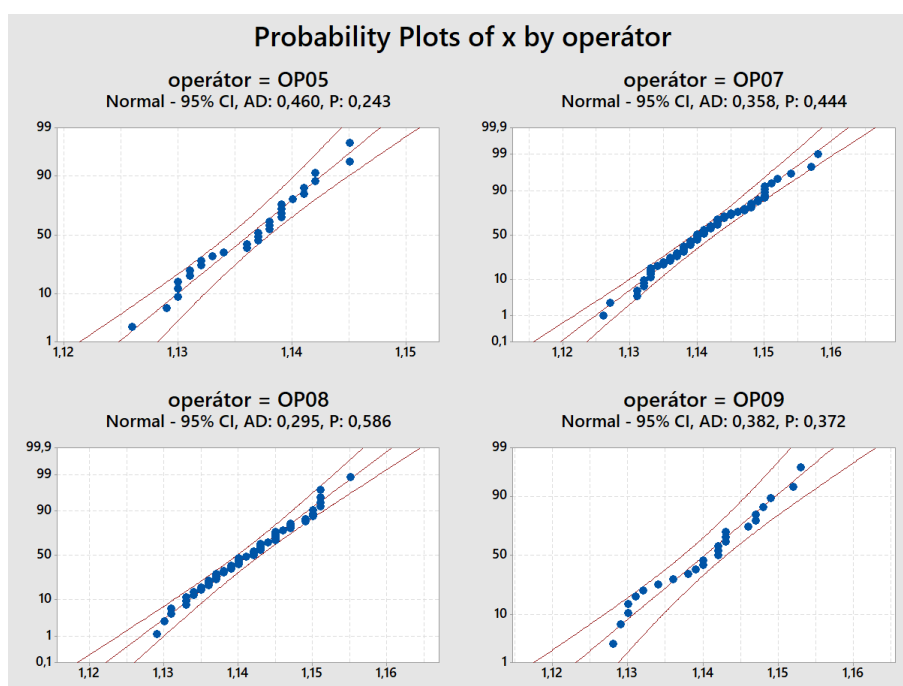 Probability Plots of x by operátor
operátor = OP05
Normal - 95% CI, AD: 0,460, P: 0,243
99
90
50
10
1
1,12 1,13 1,14 1,15
operátor = OP07
Normal - 95% CI, AD: 0,358, P: 0,444
99,9
99
90
50
10
1
0,1
1,12 1,13 1,14 1,15 1,16
operátor = OP08
Normal - 95% CI, AD: 0,295, P: 0,586
99,9
99
90
50
10
1
0,1
1,12 1,13 1,14 1,15 1,16
operátor = OP09
Normal - 95% CI, AD: 0,382, P: 0,372
99
90
50
10
1
1,12 1,13 1,14 1,15 1,16